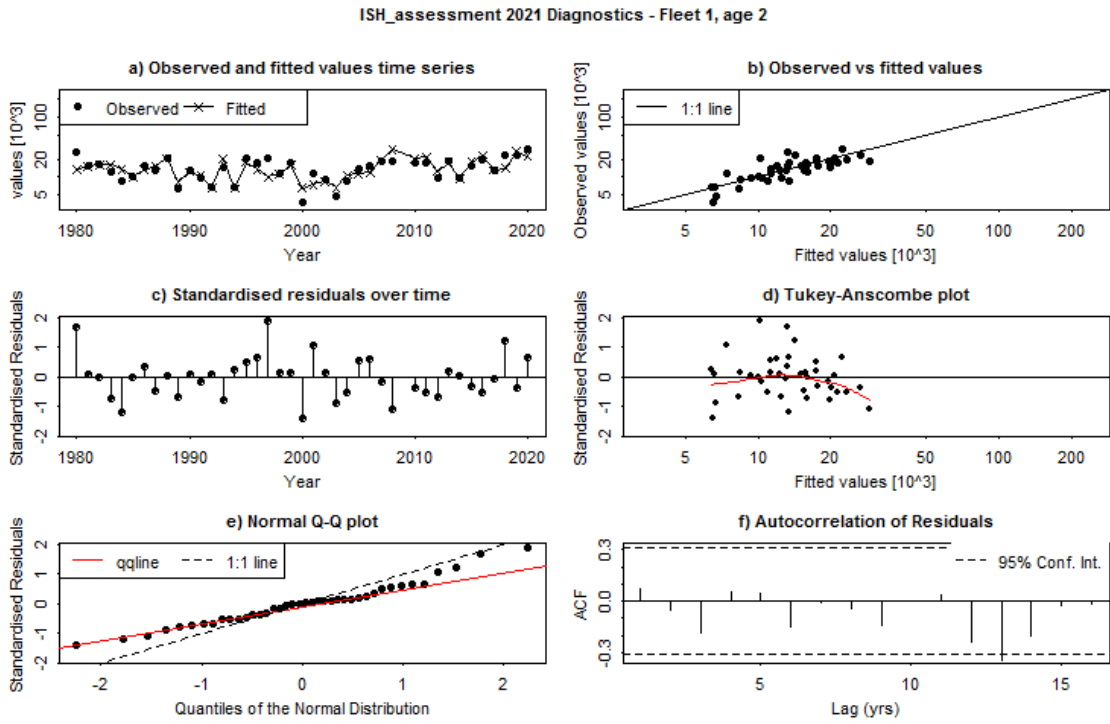 ISH_assessment 2021 Diagnostics - Fleet 1, age 2
a) Observed and fitted values time series
values [10^3]
100
20
5
Observed Fitted
1980 1990 2000 2010 2020
Year
b) Observed vs fitted values
Observed values [10^3]
100
20
5
1:1 line
5 10 20 50 100 200
Fitted values [10^3]
c) Standardised residuals over time
Standardised Residuals
2
1
0
-1
-2
1980 1990 2000 2010 2020
Year
d) Tukey-Anscombe plot
Standardised Residuals
2
1
0
-1
-2
5 10 20 50 100 200
Fitted values [10^3]
e) Normal Q-Q plot
Standardised Residuals
2
1
0
-1
-2
qqline 1:1 line
-2 -1 0 1 2
Quantiles of the Normal Distribution
f) Autocorrelation of Residuals
ACF
0.3
0.0
-0.3
95% Conf. Int.
5 10 15
Lag (yrs)